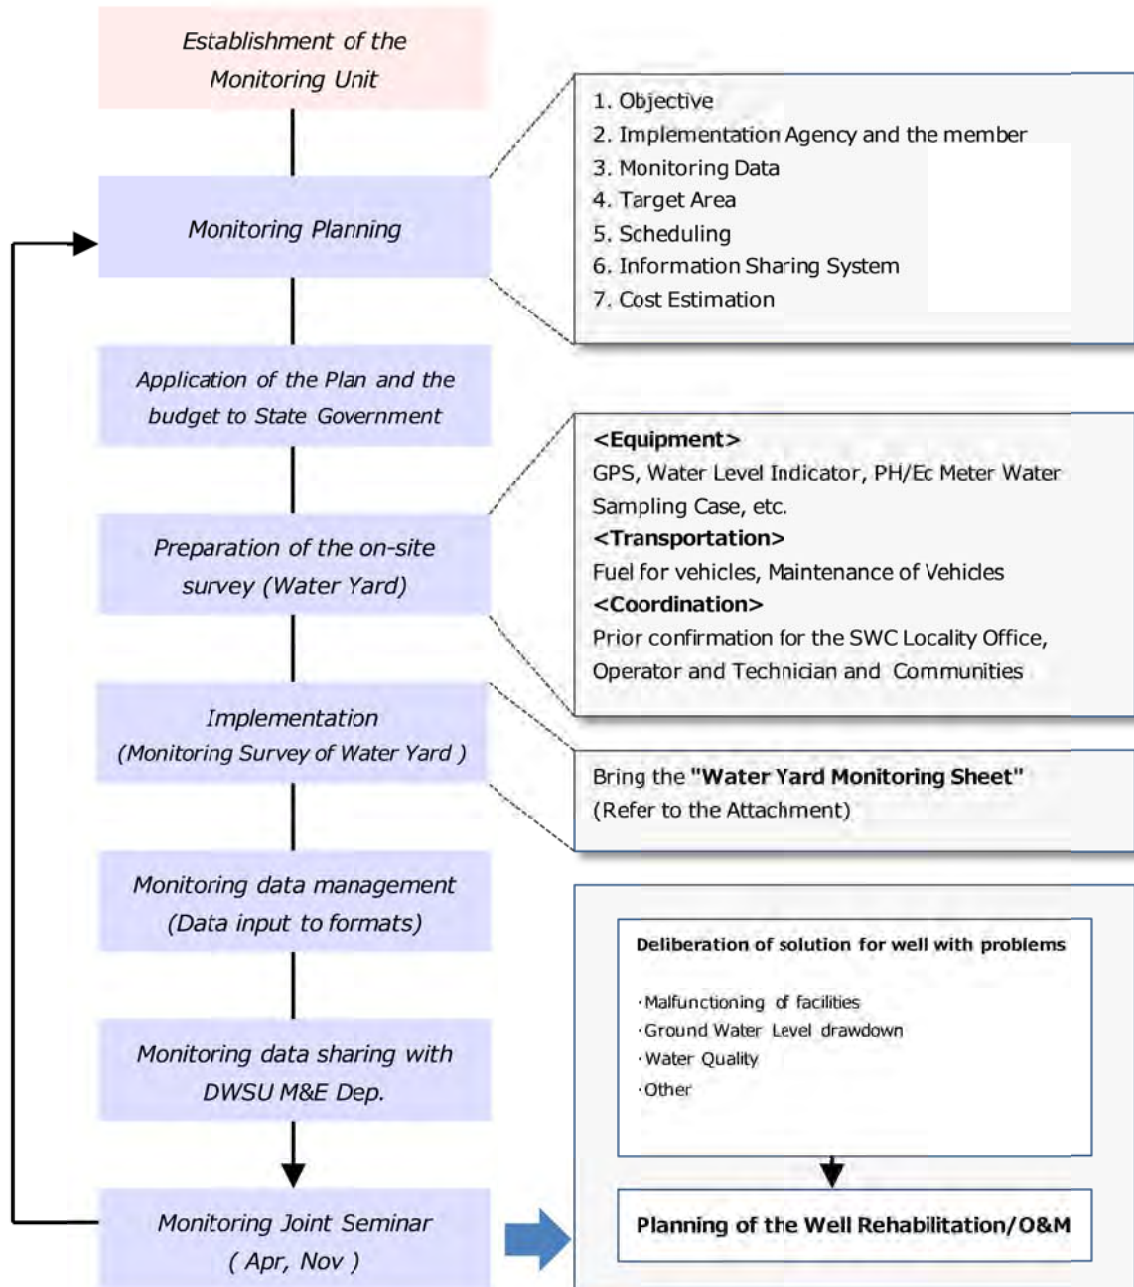 Establishment of the
Monitoring Unit
Monitoring Planning
1. Objective
2. Implementation Agency and the member
3. Monitoring Data
4. Target Area
5. Scheduling
6. Information Sharing System
7. Cost Estimation
Application of the Plan and the
budget to State Government
Preparation of the on-site
survey (Water Yard)
<Equipment>
GPS, Water Level Indicator, PH/Ec Meter Water
Sampling Case, etc.
<Transportation>
Fuel for vehicles, Maintenance of Vehicles
<Coordination>
Prior confirmation for the SWC Locality Office,
Operator and Technician and Communities
Implementation
(Monitoring Survey of Water Yard )
Bring the "Water Yard Monitoring Sheet"
(Refer to the Attachment)
Monitoring data management
(Data input to formats)
Monitoring data sharing with
DWSU M&E Dep.
Monitoring Joint Seminar
( Apr, Nov )
Deliberation of solution for well with problems
·Malfunctioning of facilities
·Ground Water Level drawdown
·Water Quality
·Other
Planning of the Well Rehabilitation/O&M